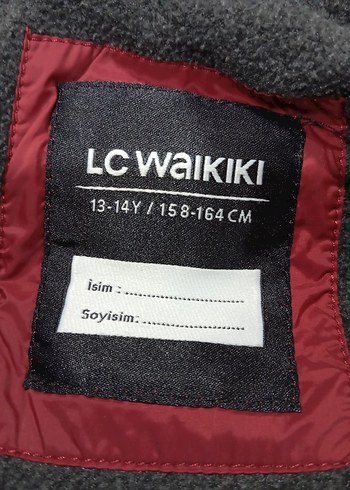 LC WAIKIKI
13-14Y / 158-164 CM
İsim : ........................
Soyisim: ........................